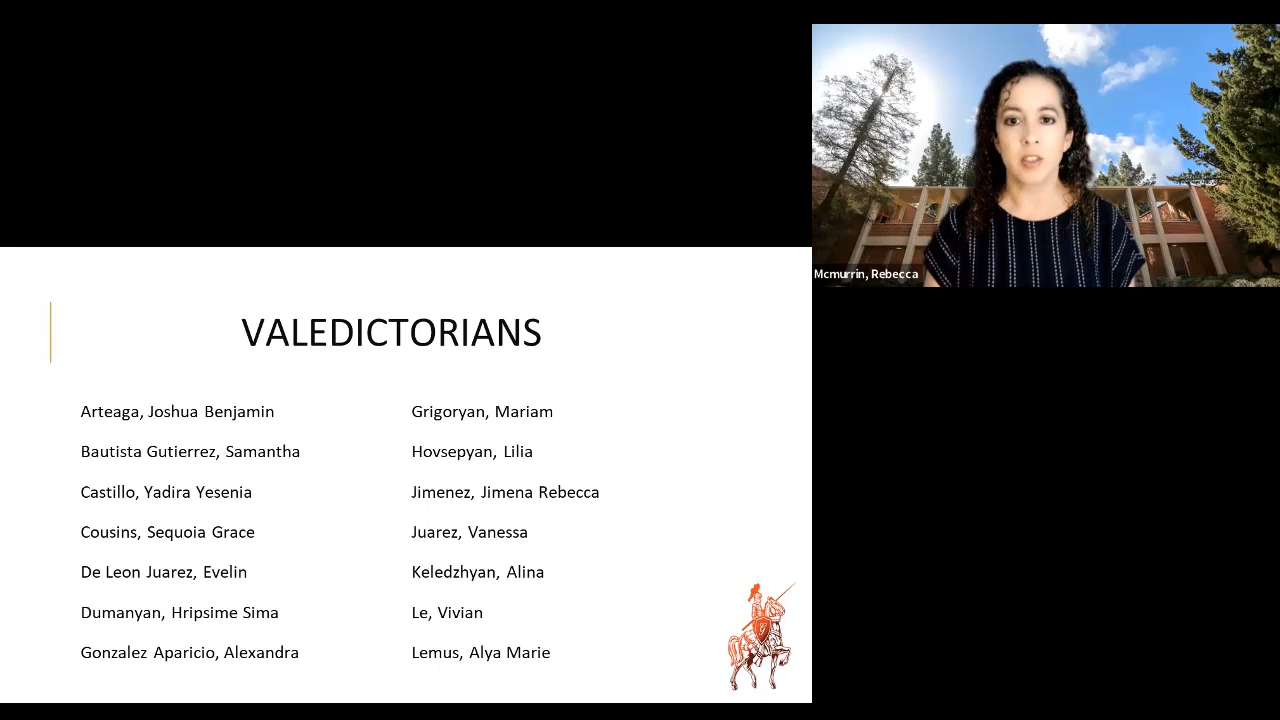 Mcmurrin, Rebecca
VALEDICTORIANS
Arteaga, Joshua Benjamin
Bautista Gutierrez, Samantha
Castillo, Yadira Yesenia
Cousins, Sequoia Grace
De Leon Juarez, Evelin
Dumanyan, Hripsime Sima
Gonzalez Aparicio, Alexandra
Grigoryan, Mariam
Hovsepyan, Lilia
Jimenez, Jimena Rebecca
Juarez, Vanessa
Keledzhyan, Alina
Le, Vivian
Lemus, Alya Marie